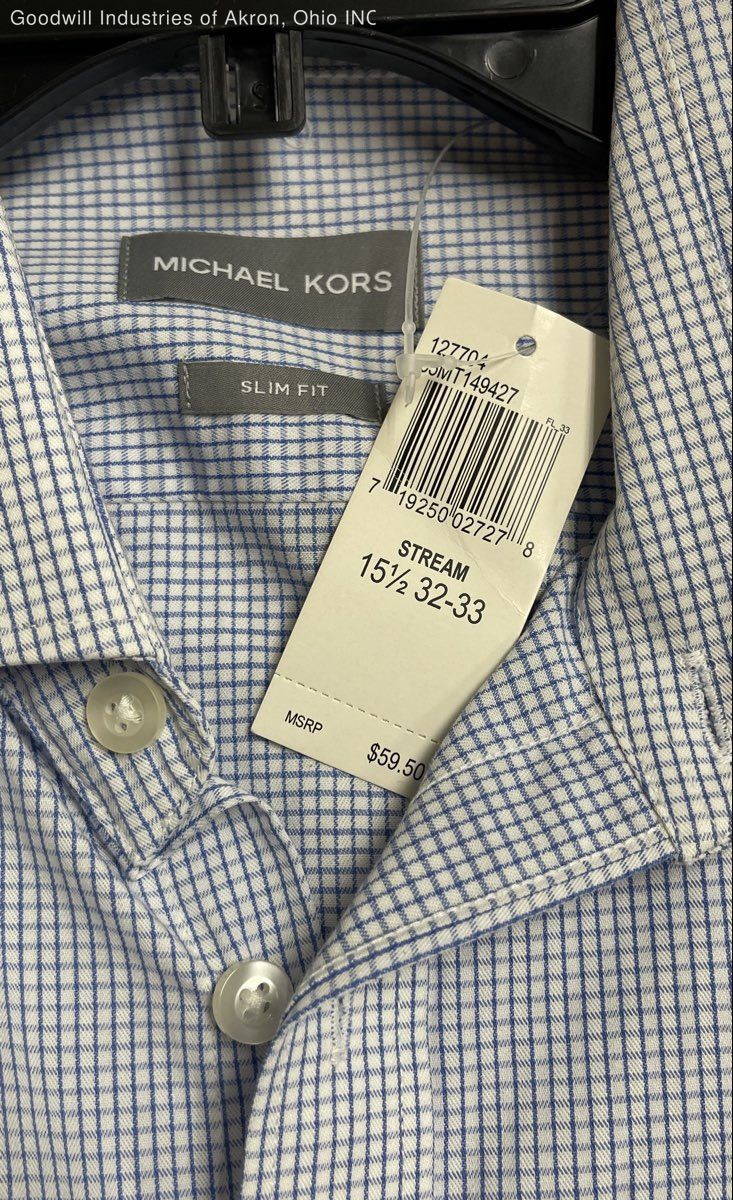 Goodwill Industries of Akron, Ohio INC
MICHAEL KORS
SLIM FIT
127704
MT149427
FL 33
7 19250 02727 8
STREAM
15½ 32-33
MSRP
$59.50